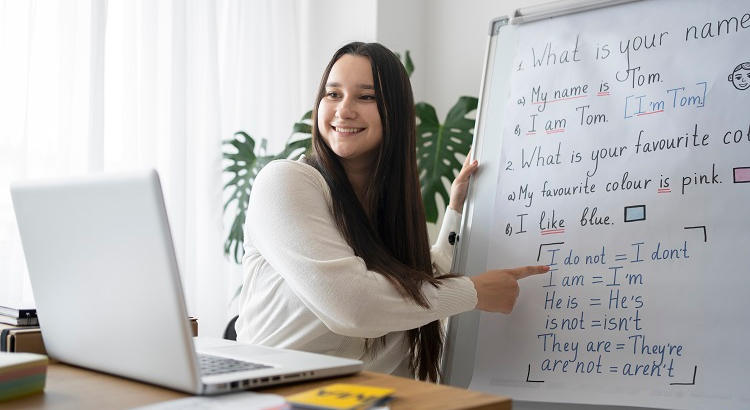 1. What is your name
a) My name is Tom.
b) I am Tom. [I'm Tom]
2. What is your favourite
a) My favourite colour is pink.
b) I like blue.
I do not = I don't
I am = I'm
He is = He's
is not = isn't
They are = They're
are not = aren't